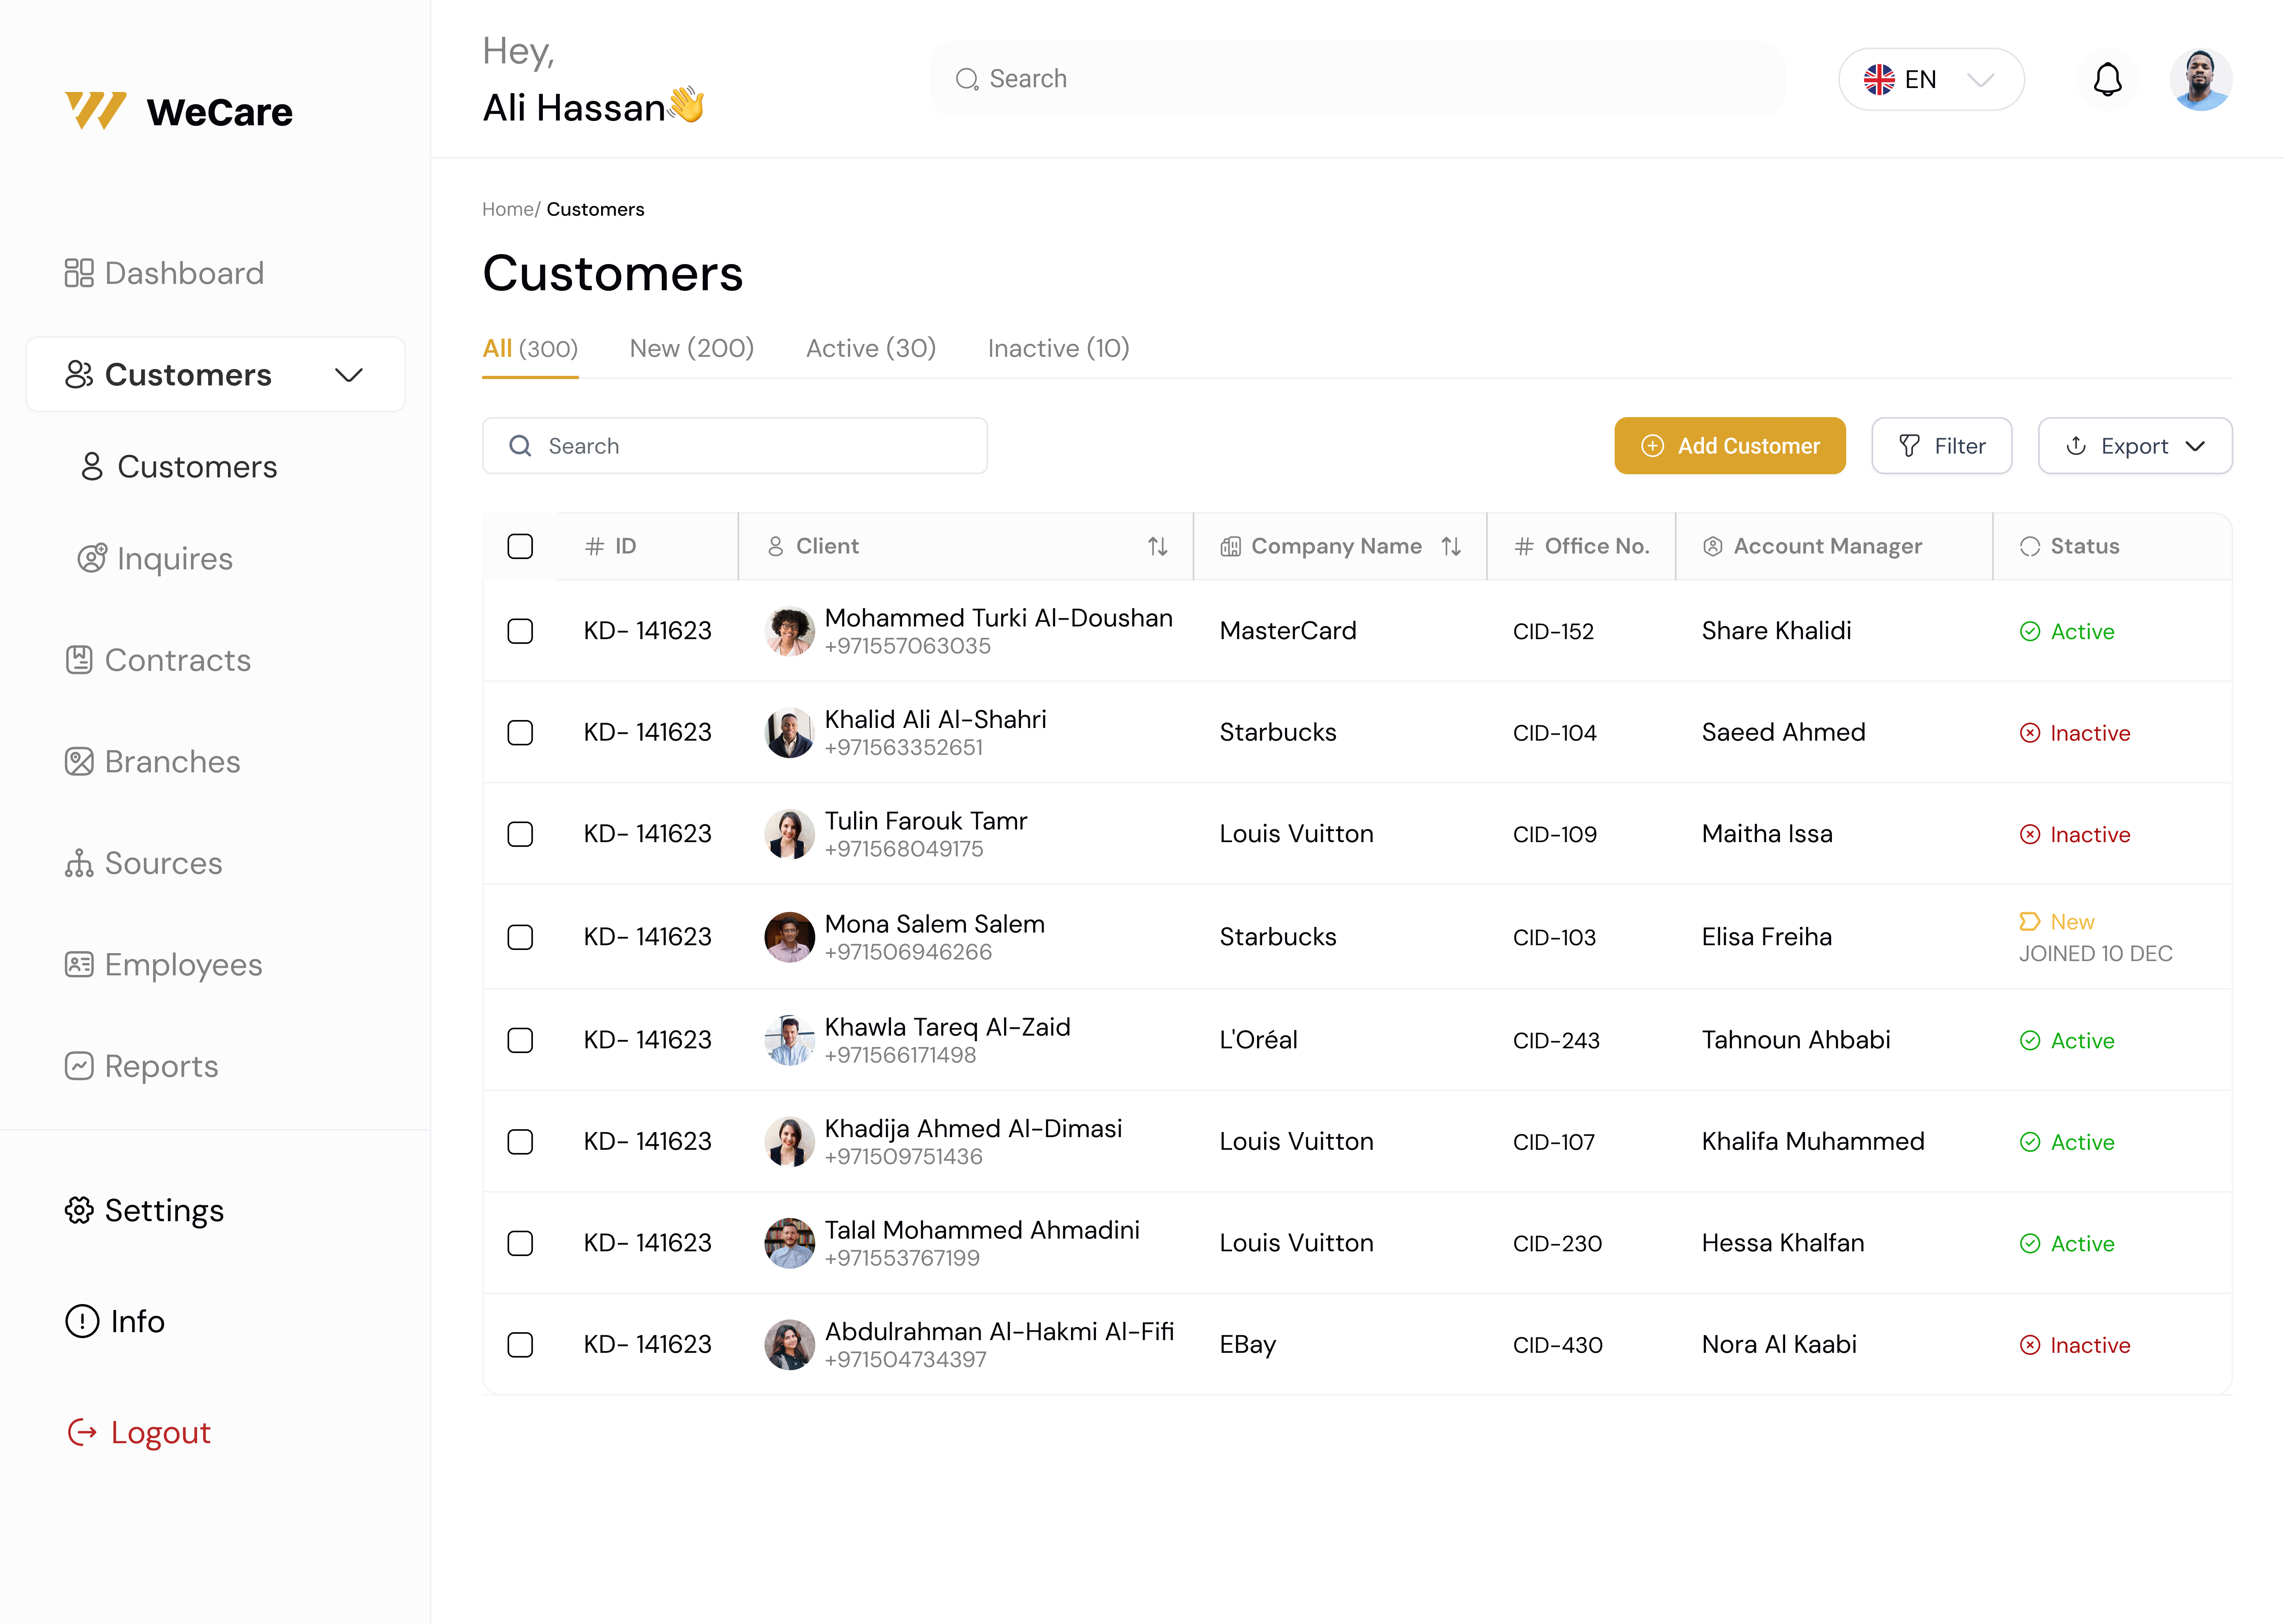 WeCare
Dashboard
Customers
Customers
Inquires
Contracts
Branches
Sources
Employees
Reports
Settings
Info
Logout
Hey,
Ali Hassan👋
Search
EN
Home/ Customers
Customers
All (300) New (200) Active (30) Inactive (10)
Search
Add Customer Filter Export
# ID Client Company Name # Office No. Account Manager Status
KD- 141623 Mohammed Turki Al-Doushan MasterCard CID-152 Share Khalidi Active
+971557063035
KD- 141623 Khalid Ali Al-Shahri Starbucks CID-104 Saeed Ahmed Inactive
+971563352651
KD- 141623 Tulin Farouk Tamr Louis Vuitton CID-109 Maitha Issa Inactive
+971568049175
KD- 141623 Mona Salem Salem Starbucks CID-103 Elisa Freiha New
+971506946266 JOINED 10 DEC
KD- 141623 Khawla Tareq Al-Zaid L'Oréal CID-243 Tahnoun Ahbabi Active
+971566171498
KD- 141623 Khadija Ahmed Al-Dimasi Louis Vuitton CID-107 Khalifa Muhammed Active
+971509751436
KD- 141623 Talal Mohammed Ahmadini Louis Vuitton CID-230 Hessa Khalfan Active
+971553767199
KD- 141623 Abdulrahman Al-Hakmi Al-Fifi EBay CID-430 Nora Al Kaabi Inactive
+971504734397